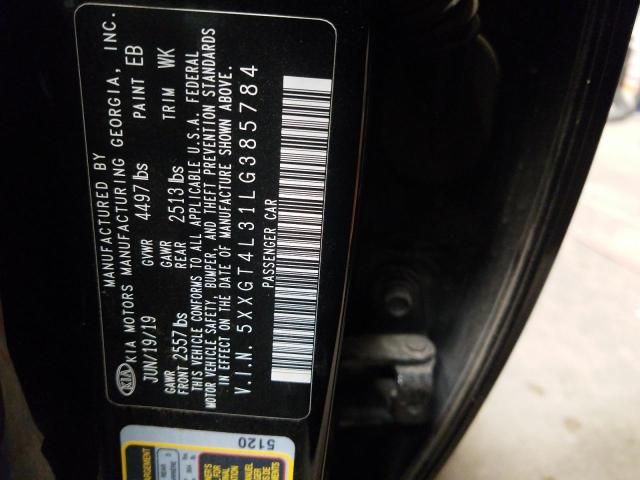 MANUFACTURED BY
KIA KIA MOTORS MANUFACTURING GEORGIA, INC.
JUN/19/19 GVWR 4497 lbs PAINT EB
GAWR FRONT 2557 lbs GAWR REAR 2513 lbs TRIM WK
THIS VEHICLE CONFORMS TO ALL APPLICABLE U.S.A. FEDERAL
MOTOR VEHICLE SAFETY, BUMPER, AND THEFT PREVENTION STANDARDS
IN EFFECT ON THE DATE OF MANUFACTURE SHOWN ABOVE.
V.I.N. 5XXGT4L31LG385784
PASSENGER CAR
5120